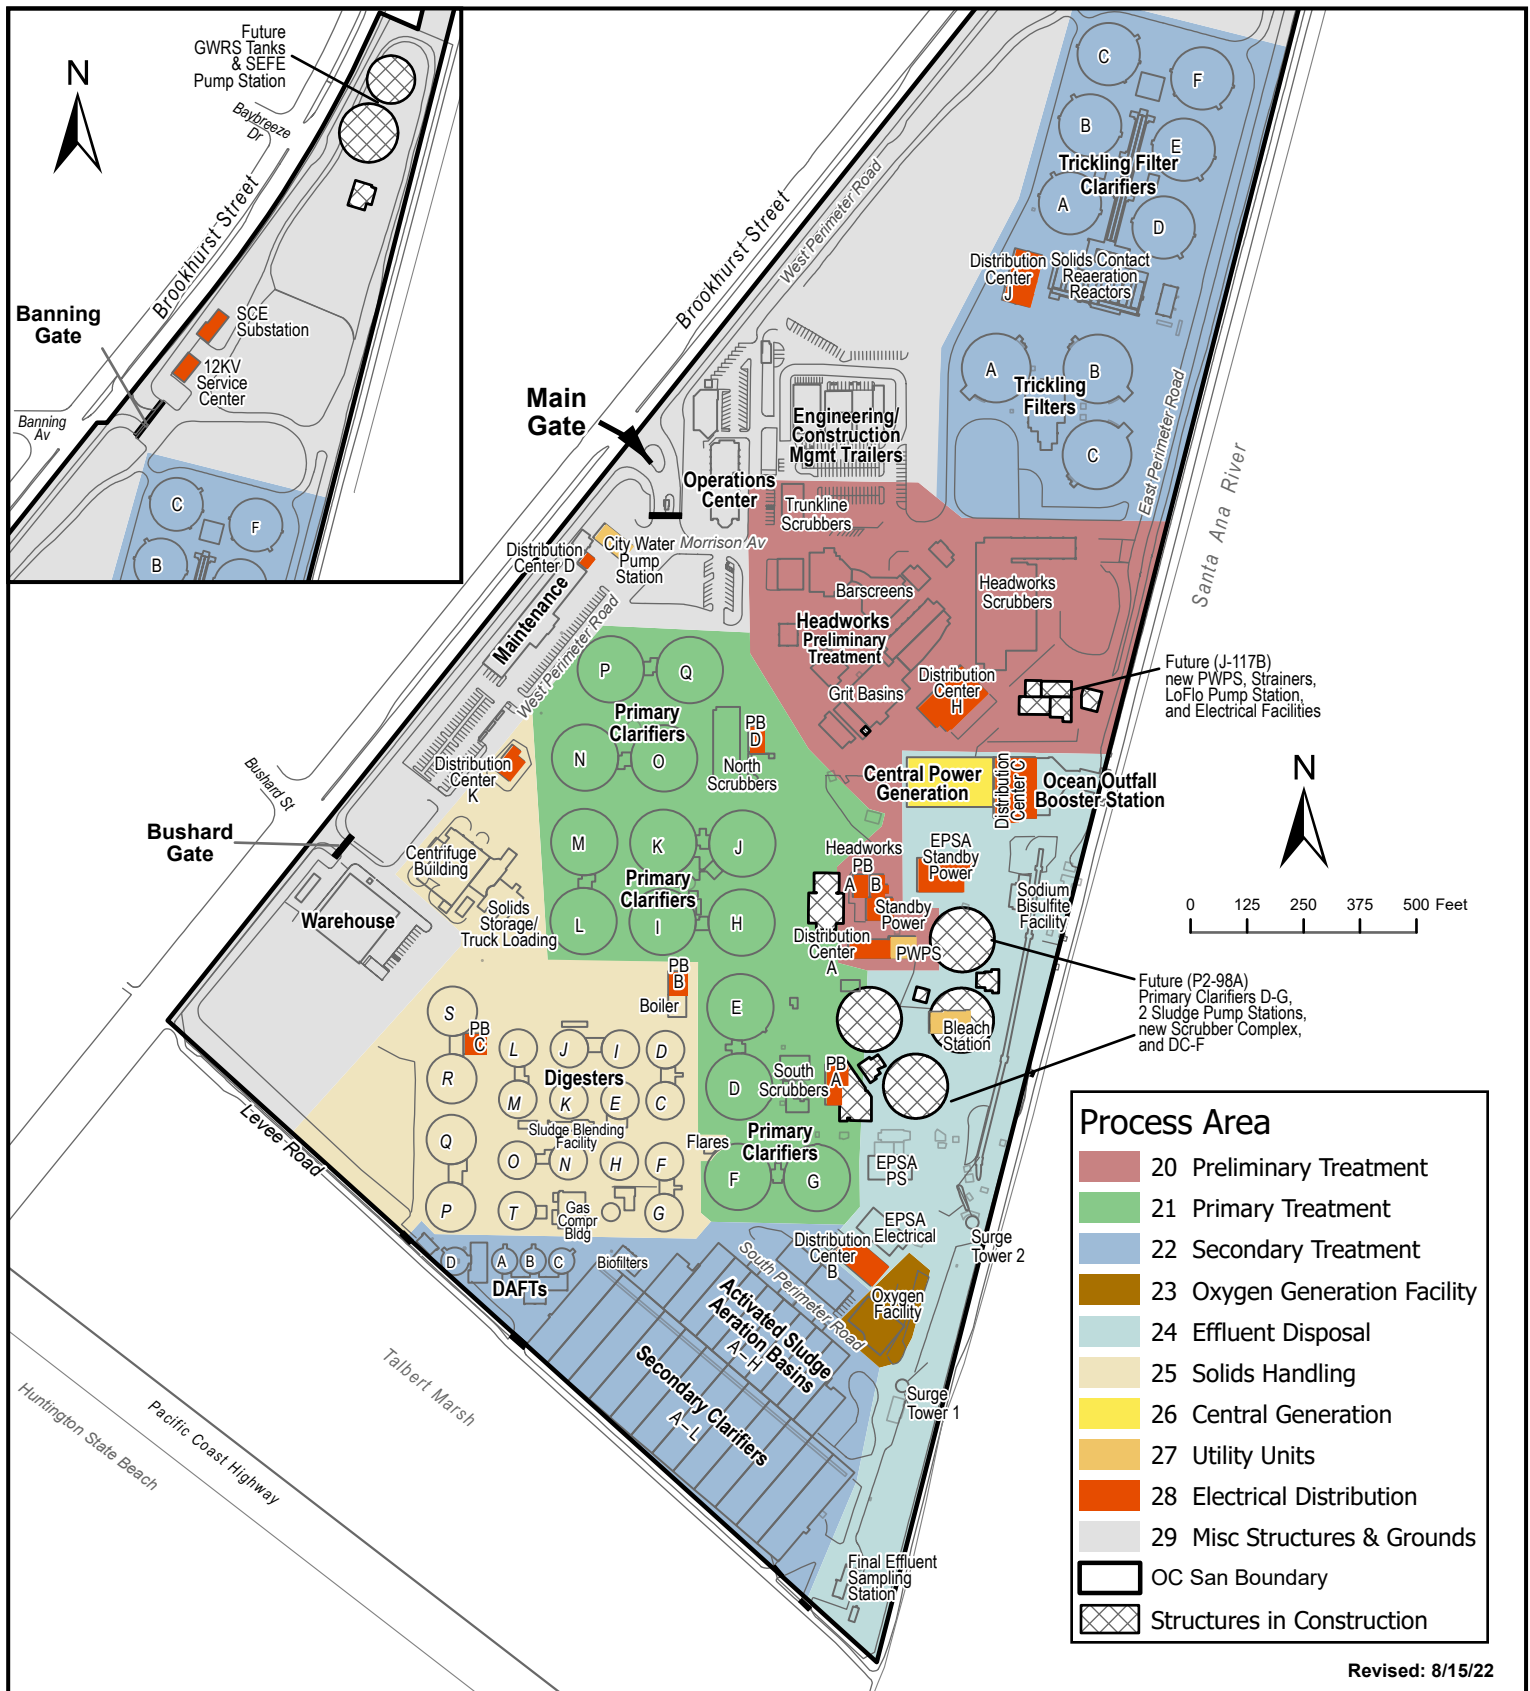 Future
GWRS Tanks
& SEFE
Pump Station
N
Baybreeze
Dr
Brookhurst Street
Banning
Gate
SCE
Substation
12KV
Service
Center
Banning
Av
C
F
B
Main
Gate
Brookhurst Street
West Perimeter Road
C
F
B
E
Trickling Filter
Clarifiers
A
D
Distribution
Center
J
Solids Contact
Reaeration
Reactors
A
B
Trickling
Filters
C
East Perimeter Road
Santa Ana River
Engineering/
Construction
Mgmt Trailers
Operations
Center
Trunkline
Scrubbers
Morrison Av
City Water
Pump
Station
Distribution
Center D
Maintenance
West Perimeter Road
Barscreens
Headworks
Scrubbers
Headworks
Preliminary
Treatment
Grit Basins
Distribution
Center
H
Future (J-117B)
new PWPS, Strainers,
LoFlo Pump Station,
and Electrical Facilities
P
Q
Primary
Clarifiers
PB
D
N
O
North
Scrubbers
Distribution
Center
K
Bushard St
Bushard
Gate
Central Power
Generation
Distribution
Center C
Ocean Outfall
Booster Station
N
M
K
J
Primary
Clarifiers
L
I
H
Centrifuge
Building
Solids
Storage/
Truck Loading
Warehouse
Headworks
PB
A
B
Standby
Power
EPSA
Standby
Power
Sodium
Bisulfite
Facility
Distribution
Center
A
PWPS
0
125
250
375
500 Feet
Future (P2-98A)
Primary Clarifiers D-G,
2 Sludge Pump Stations,
new Scrubber Complex,
and DC-F
PB
B
Boiler
E
Bleach
Station
S
PB
C
L
J
I
D
Digesters
R
M
K
E
C
Sludge Blending
Facility
Q
O
N
H
F
P
T
Gas
Compr
Bldg
G
D
South
Scrubbers
PB
A
Primary
Clarifiers
Flares
F
G
EPSA
PS
EPSA
Electrical
Surge
Tower 2
Levee Road
D
A
B
C
DAFTs
Biofilters
South Perimeter Road
Distribution
Center
B
Oxygen
Facility
Activated Sludge
Aeration Basins
A–H
Secondary Clarifiers
A–L
Surge
Tower 1
Final Effluent
Sampling
Station
Talbert Marsh
Pacific Coast Highway
Huntington State Beach
Process Area
20 Preliminary Treatment
21 Primary Treatment
22 Secondary Treatment
23 Oxygen Generation Facility
24 Effluent Disposal
25 Solids Handling
26 Central Generation
27 Utility Units
28 Electrical Distribution
29 Misc Structures & Grounds
OC San Boundary
Structures in Construction
Revised: 8/15/22